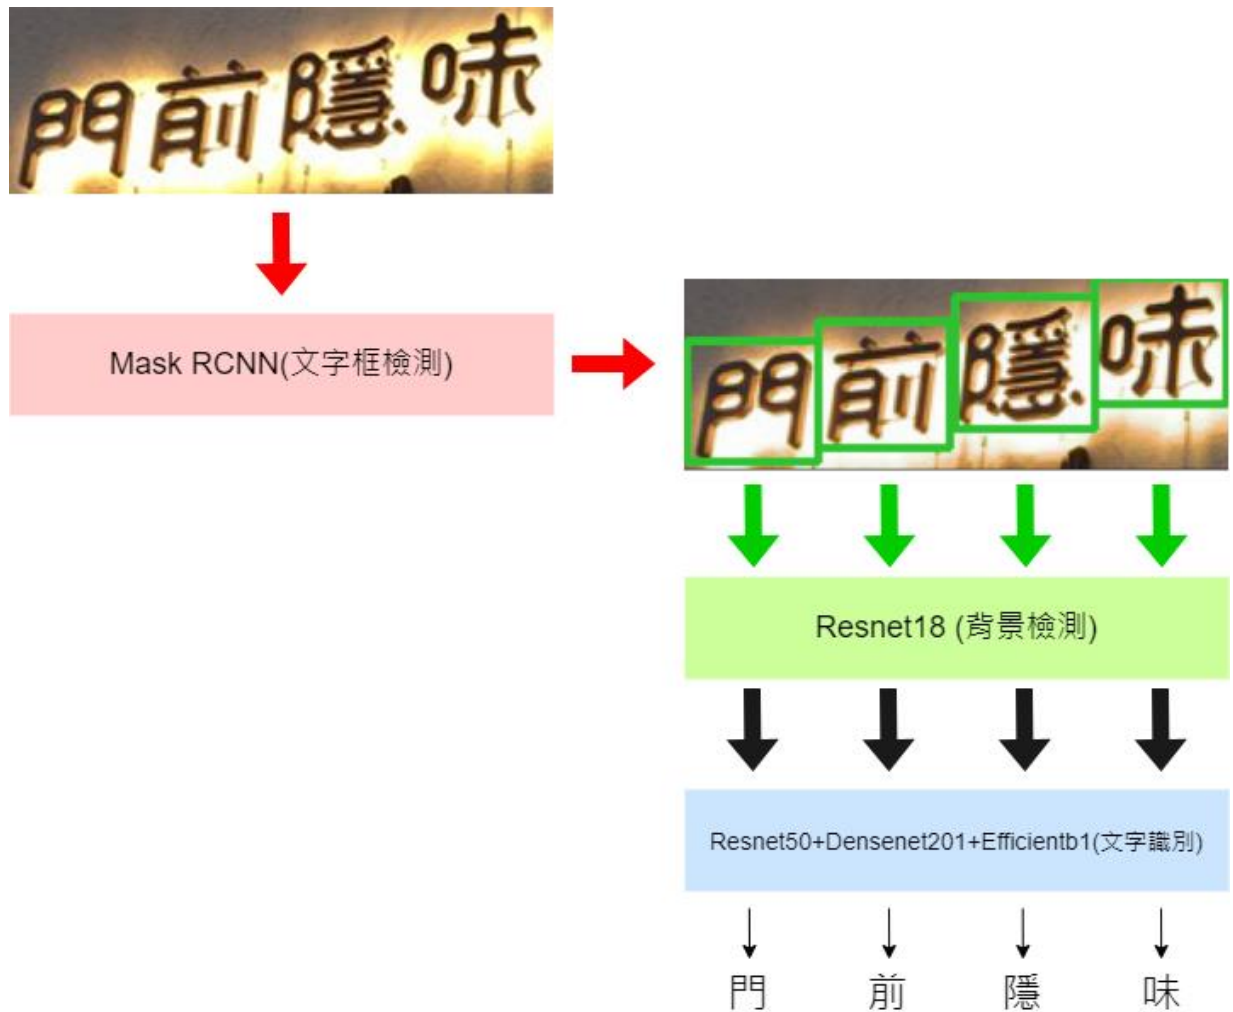 門前隱味
Mask RCNN(文字框檢測)
門前隱味
Resnet18 (背景檢測)
Resnet50+Densenet201+Efficientb1(文字識別)
門 前 隱 味